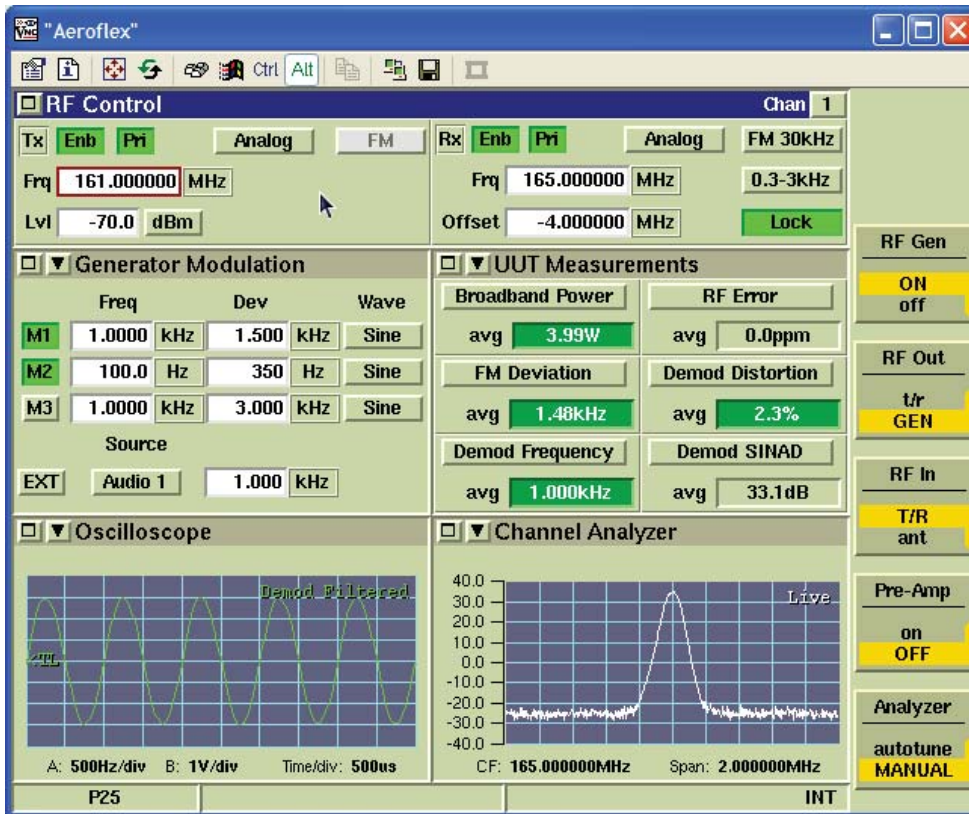 "Aeroflex"
Ctrl Alt
RF Control Chan 1
Tx Enb Pri Analog FM
Frq 161.000000 MHz
Lvl -70.0 dBm
Rx Enb Pri Analog FM 30kHz
Frq 165.000000 MHz 0.3-3kHz
Offset -4.000000 MHz Lock
Generator Modulation
Freq Dev Wave
M1 1.0000 kHz 1.500 kHz Sine
M2 100.0 Hz 350 Hz Sine
M3 1.0000 kHz 3.000 kHz Sine
Source
EXT Audio 1 1.000 kHz
UUT Measurements
Broadband Power RF Error
avg 3.99W avg 0.0ppm
FM Deviation Demod Distortion
avg 1.48kHz avg 2.3%
Demod Frequency Demod SINAD
avg 1.000kHz avg 33.1dB
Oscilloscope
Demod Filtered
<TL
A: 500Hz/div B: 1V/div Time/div: 500us
Channel Analyzer
Live
40.0
30.0
20.0
10.0
0.0
-10.0
-20.0
-30.0
-40.0
CF: 165.000000MHz Span: 2.000000MHz
RF Gen
ON
off
RF Out
t/r
GEN
RF In
T/R
ant
Pre-Amp
on
OFF
Analyzer
autotune
MANUAL
P25 INT